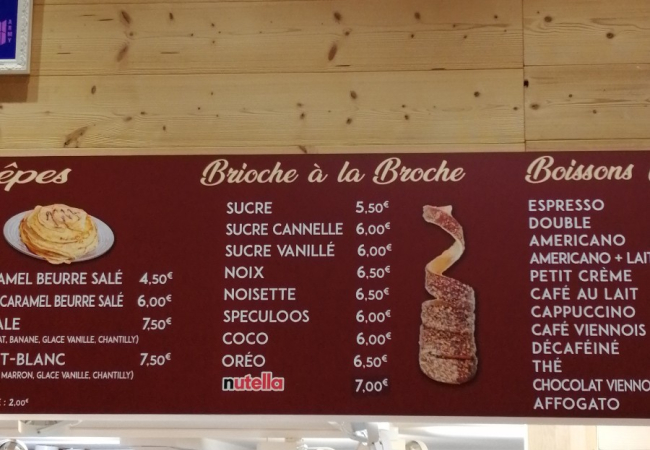 ARMY
êpes
AMEL BEURRE SALÉ 4,50€
CARAMEL BEURRE SALÉ 6,00€
ALE 7,50€
AT, BANANE, GLACE VANILLE, CHANTILLY)
T-BLANC 7,50€
MARRON, GLACE VANILLE, CHANTILLY)
: 2,00€
Brioche à la Broche
SUCRE 5,50€
SUCRE CANNELLE 6,00€
SUCRE VANILLÉ 6,00€
NOIX 6,50€
NOISETTE 6,50€
SPECULOOS 6,00€
COCO 6,00€
ORÉO 6,50€
nutella 7,00€
Boissons
ESPRESSO
DOUBLE
AMERICANO
AMERICANO + LAIT
PETIT CRÈME
CAFÉ AU LAIT
CAPPUCCINO
CAFÉ VIENNOIS
DÉCAFÉINÉ
THÉ
CHOCOLAT VIENNO
AFFOGATO